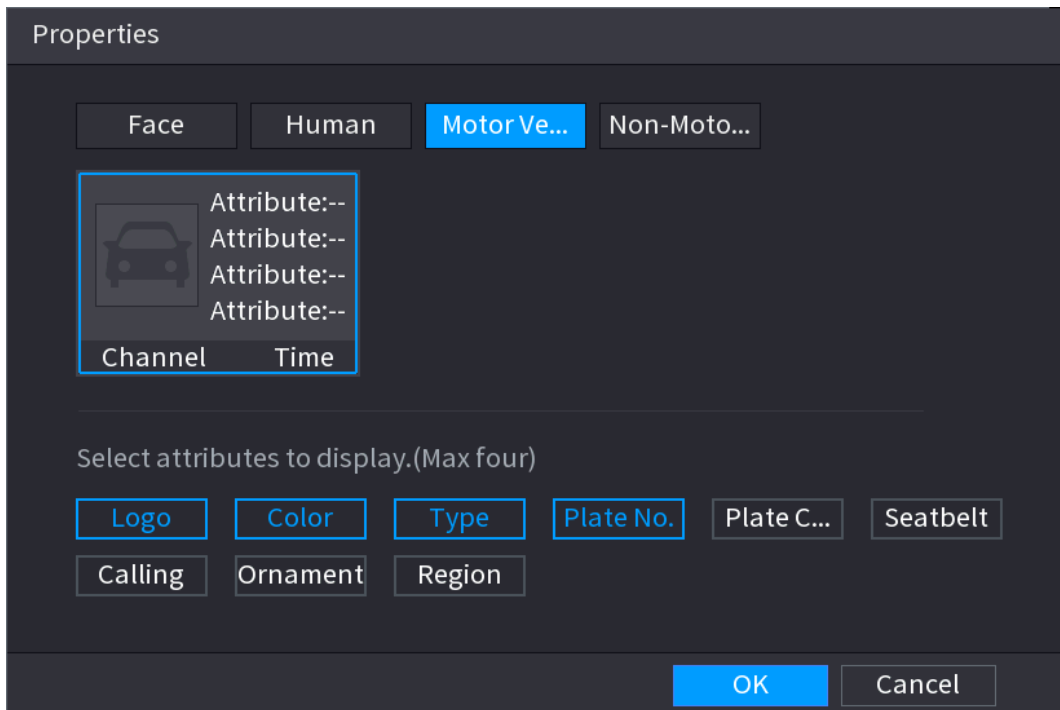 Properties
Face Human Motor Ve... Non-Moto...
Attribute:--
Attribute:--
Attribute:--
Attribute:--
Channel Time
Select attributes to display.(Max four)
Logo Color Type Plate No. Plate C... Seatbelt
Calling Ornament Region
OK Cancel